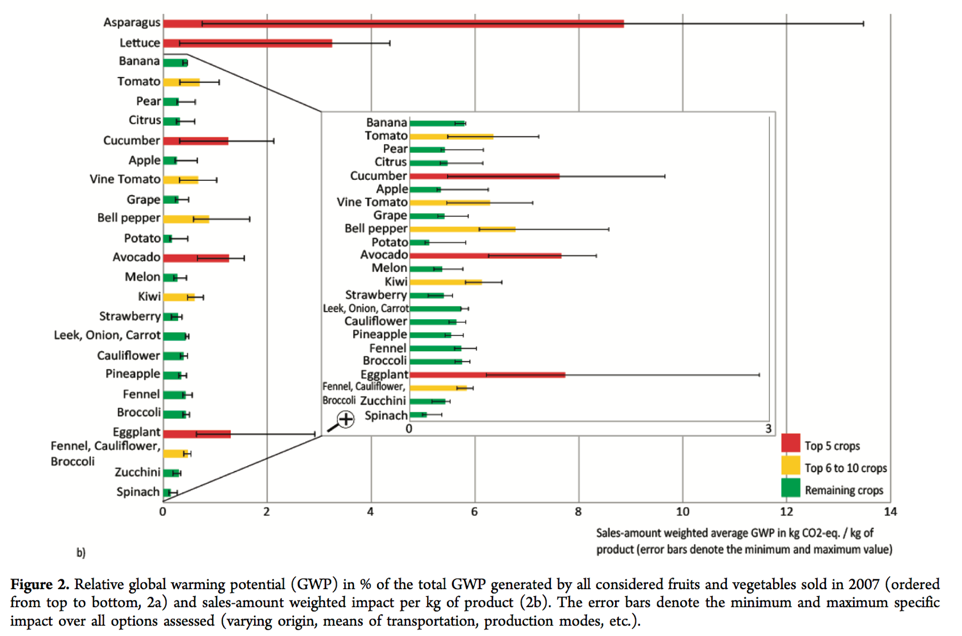 Asparagus
Lettuce
Banana
Tomato
Pear
Citrus
Cucumber
Apple
Vine Tomato
Grape
Bell pepper
Potato
Avocado
Melon
Kiwi
Strawberry
Leek, Onion, Carrot
Cauliflower
Pineapple
Fennel
Broccoli
Eggplant
Fennel, Cauliflower,
Broccoli
Zucchini
Spinach
0 2 4 6 8 10 12 14
Banana
Tomato
Pear
Citrus
Cucumber
Apple
Vine Tomato
Grape
Bell pepper
Potato
Avocado
Melon
Kiwi
Strawberry
Leek, Onion, Carrot
Cauliflower
Pineapple
Fennel
Broccoli
Eggplant
Fennel, Cauliflower,
Broccoli
Zucchini
Spinach
0 3
Top 5 crops
Top 6 to 10 crops
Remaining crops
Sales-amount weighted average GWP in kg CO2-eq. / kg of
product (error bars denote the minimum and maximum value)
b)
Figure 2. Relative global warming potential (GWP) in % of the total GWP generated by all considered fruits and vegetables sold in 2007 (ordered
from top to bottom, 2a) and sales-amount weighted impact per kg of product (2b). The error bars denote the minimum and maximum specific
impact over all options assessed (varying origin, means of transportation, production modes, etc.).